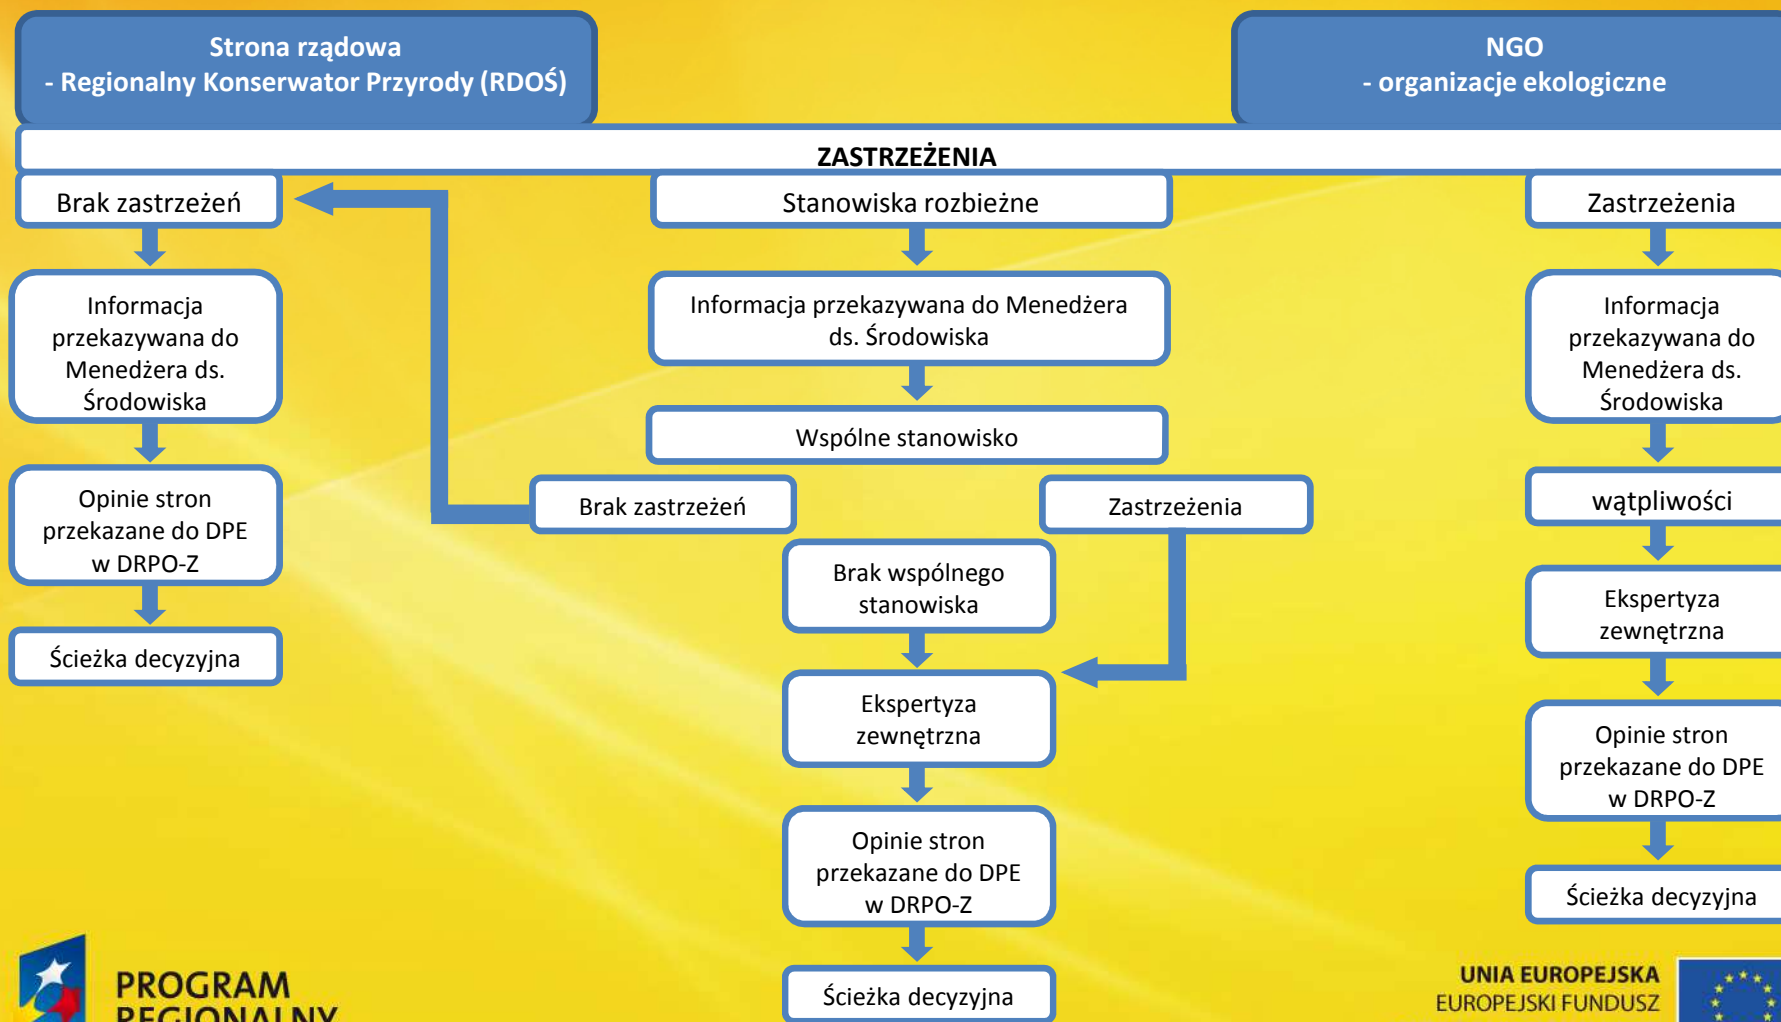 Strona rządowa
- Regionalny Konserwator Przyrody (RDOŚ)
NGO
- organizacje ekologiczne
ZASTRZEŻENIA
Brak zastrzeżeń
Informacja
przekazywana do
Menedżera ds.
Środowiska
Opinie stron
przekazane do DPE
w DRPO-Z
Ścieżka decyzyjna
Stanowiska rozbieżne
Informacja przekazywana do Menedżera
ds. Środowiska
Wspólne stanowisko
Brak zastrzeżeń
Zastrzeżenia
Brak wspólnego
stanowiska
Ekspertyza
zewnętrzna
Opinie stron
przekazane do DPE
w DRPO-Z
Ścieżka decyzyjna
Zastrzeżenia
Informacja
przekazywana do
Menedżera ds.
Środowiska
wątpliwości
Ekspertyza
zewnętrzna
Opinie stron
przekazane do DPE
w DRPO-Z
Ścieżka decyzyjna
PROGRAM
REGIONALNY
UNIA EUROPEJSKA
EUROPEJSKI FUNDUSZ